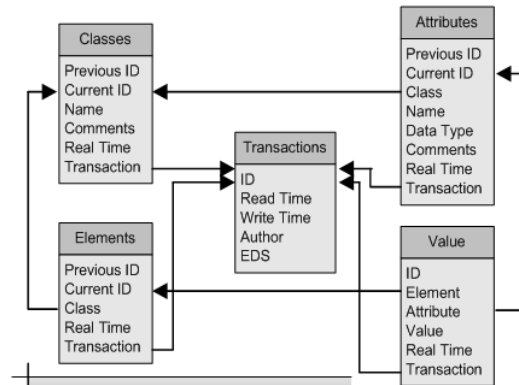 Classes
Previous ID
Current ID
Name
Comments
Real Time
Transaction
Attributes
Previous ID
Current ID
Class
Name
Data Type
Comments
Real Time
Transaction
Transactions
ID
Read Time
Write Time
Author
EDS
Elements
Previous ID
Current ID
Class
Real Time
Transaction
Value
ID
Element
Attribute
Value
Real Time
Transaction